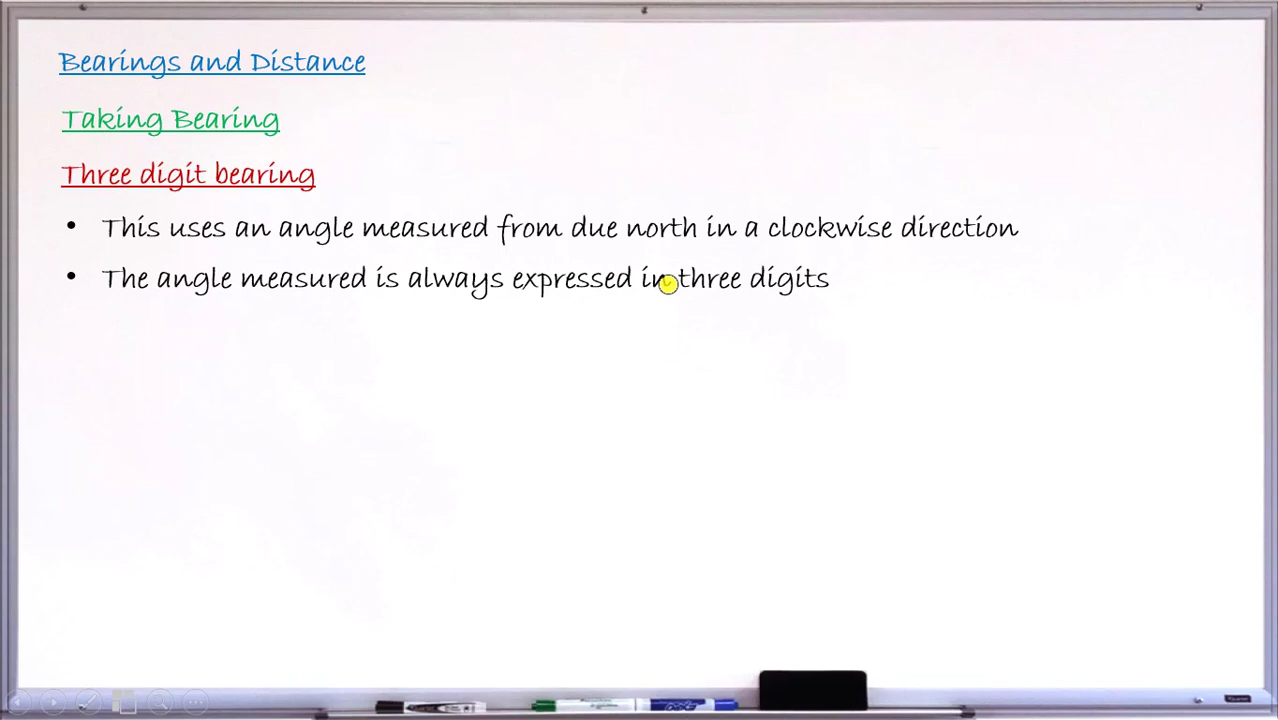 Bearings and Distance
Taking Bearing
Three digit bearing
• This uses an angle measured from due north in a clockwise direction
• The angle measured is always expressed in three digits